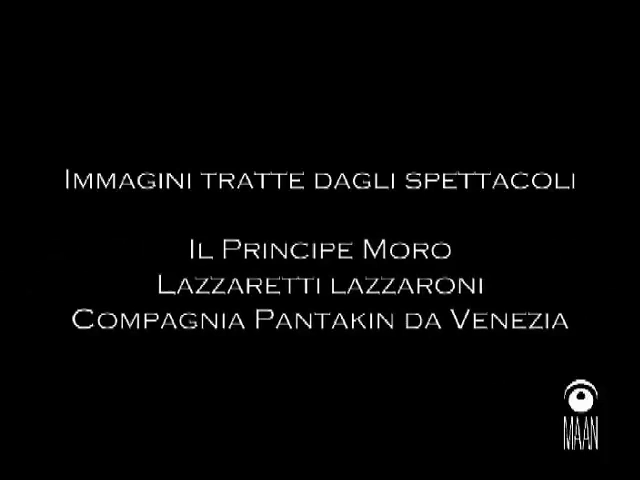 Immagini tratte dagli spettacoli
Il Principe Moro
Lazzaretti lazzaroni
Compagnia Pantakin da Venezia
MAAN